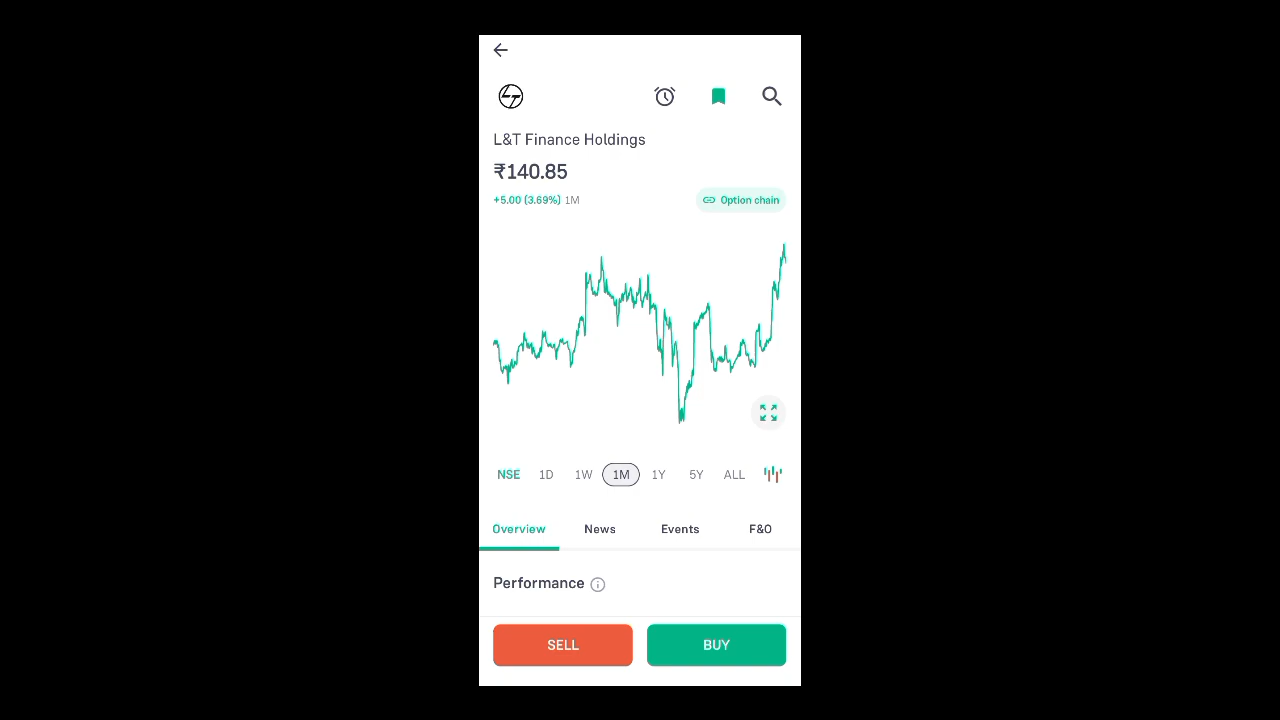 L&T Finance Holdings
₹140.85
+5.00 (3.69%) 1M
Option chain
NSE 1D 1W 1M 1Y 5Y ALL
Overview News Events F&O
Performance
SELL BUY